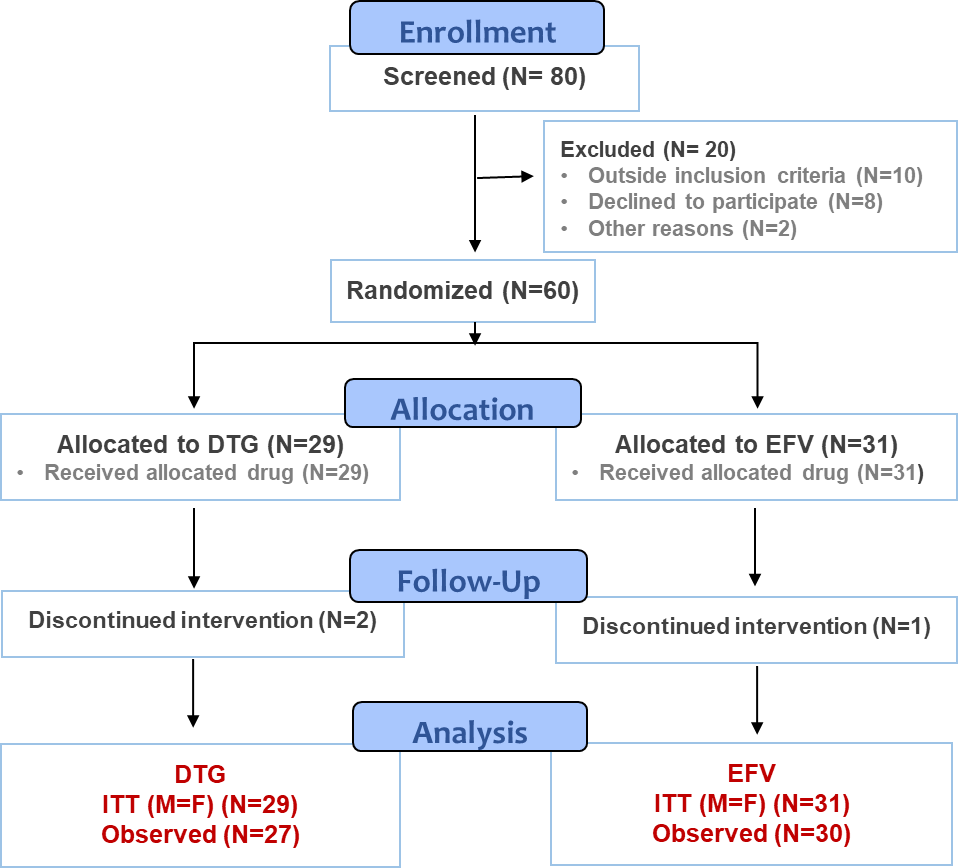 Enrollment
Screened (N= 80)
Excluded (N= 20)
• Outside inclusion criteria (N=10)
• Declined to participate (N=8)
• Other reasons (N=2)
Randomized (N=60)
Allocation
Allocated to DTG (N=29)
• Received allocated drug (N=29)
Allocated to EFV (N=31)
• Received allocated drug (N=31)
Follow-Up
Discontinued intervention (N=2)
Discontinued intervention (N=1)
Analysis
DTG
ITT (M=F) (N=29)
Observed (N=27)
EFV
ITT (M=F) (N=31)
Observed (N=30)